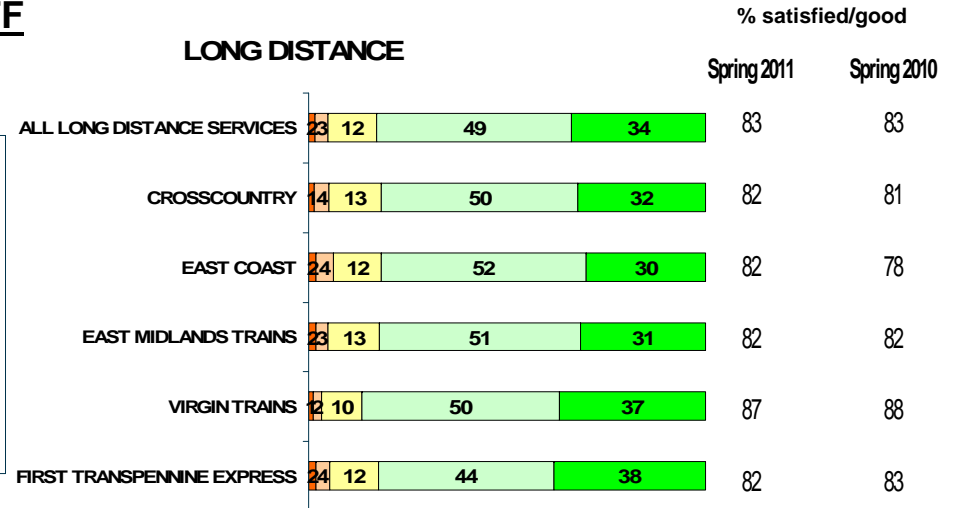 F
% satisfied/good
LONG DISTANCE
Spring 2011 Spring 2010
ALL LONG DISTANCE SERVICES 2 3 12 49 34 83 83
CROSSCOUNTRY 1 4 13 50 32 82 81
EAST COAST 2 4 12 52 30 82 78
EAST MIDLANDS TRAINS 2 3 13 51 31 82 82
VIRGIN TRAINS 1 2 10 50 37 87 88
FIRST TRANSPENNINE EXPRESS 2 4 12 44 38 82 83